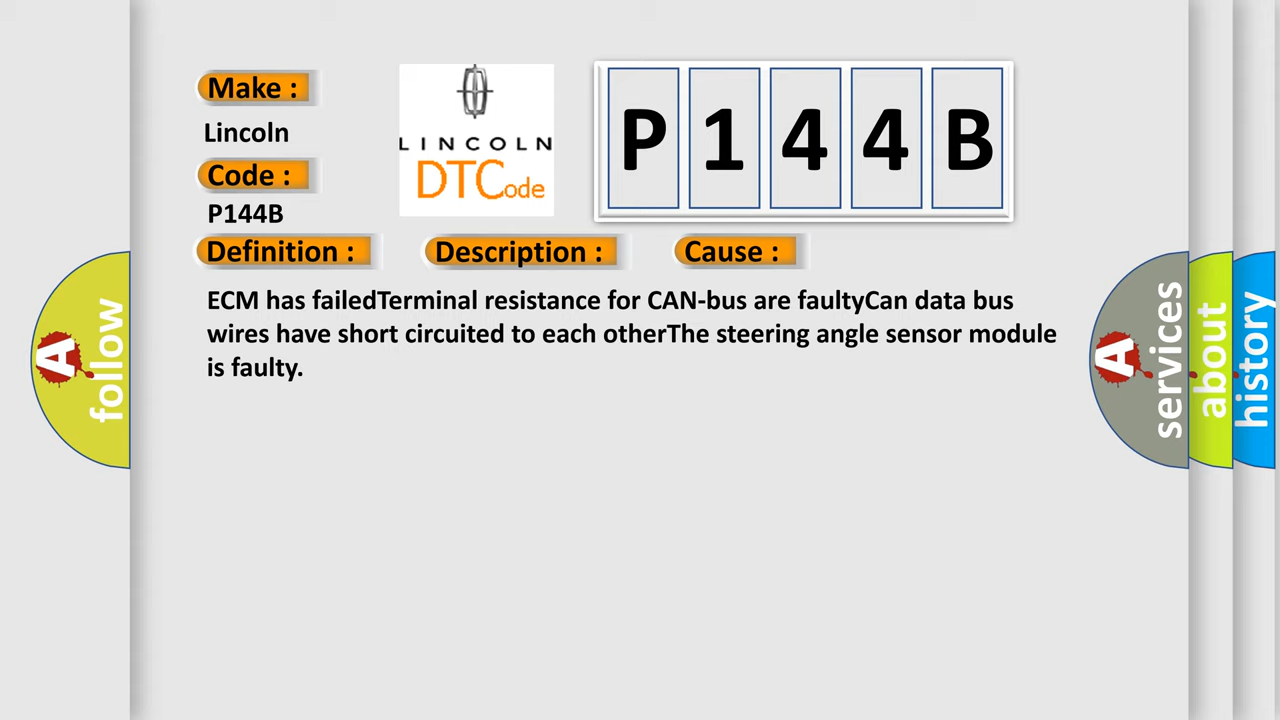 Make :
Lincoln
Code :
P144B
LINCOLN
DTCode
P 1 4 4 B
Definition :
Description :
Cause :
ECM has failedTerminal resistance for CAN-bus are faultyCan data bus
wires have short circuited to each otherThe steering angle sensor module
is faulty.
A follow
A services
about
history